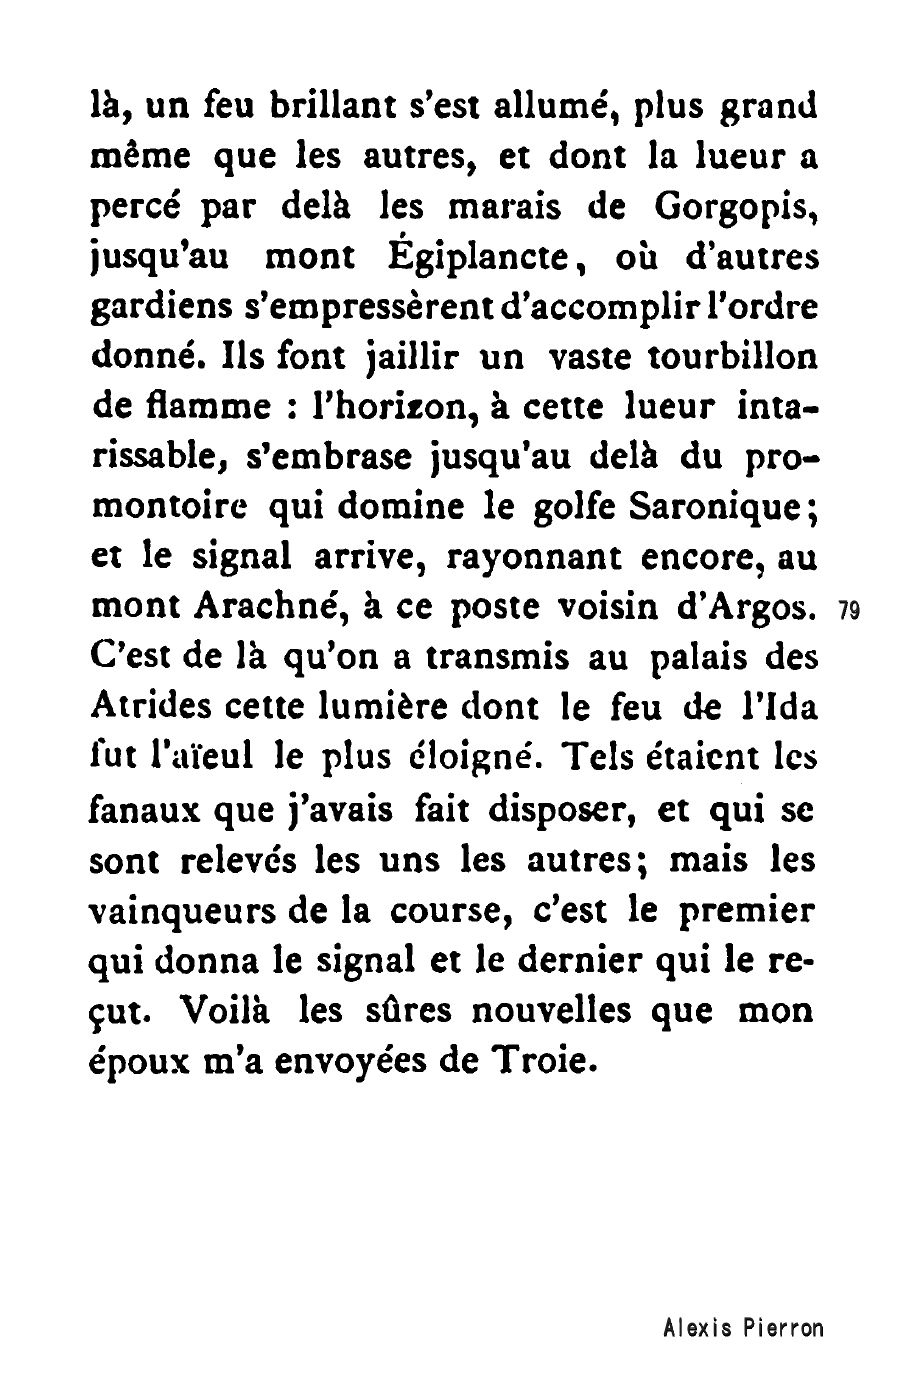 là, un feu brillant s’est allumé, plus grand
même que les autres, et dont la lueur a
percé par delà les marais de Gorgopis,
jusqu’au mont Égiplancte, où d’autres
gardiens s’empressèrent d’accomplir l’ordre
donné. Ils font jaillir un vaste tourbillon
de flamme : l’horizon, à cette lueur inta-
rissable, s’embrase jusqu’au delà du pro-
montoire qui domine le golfe Saronique;
et le signal arrive, rayonnant encore, au
mont Arachné, à ce poste voisin d’Argos. 79
C’est de là qu’on a transmis au palais des
Atrides cette lumière dont le feu de l’Ida
fut l’aïeul le plus éloigné. Tels étaient les
fanaux que j’avais fait disposer, et qui se
sont relevés les uns les autres; mais les
vainqueurs de la course, c’est le premier
qui donna le signal et le dernier qui le re-
çut. Voilà les sûres nouvelles que mon
époux m’a envoyées de Troie.
Alexis Pierron